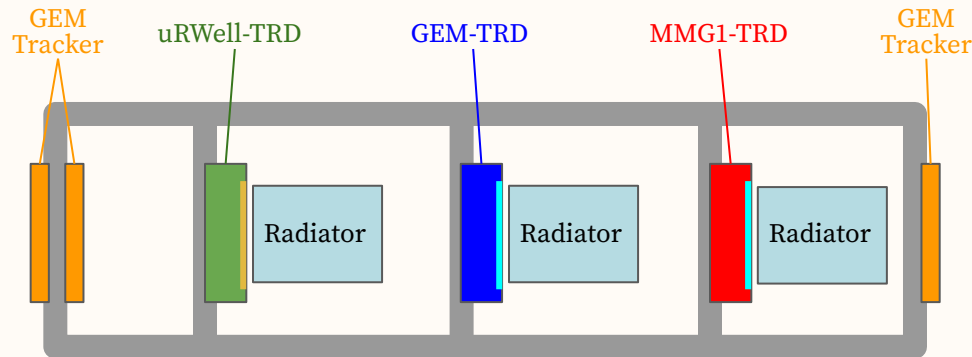 GEM
Tracker
uRWell-TRD
GEM-TRD
MMG1-TRD
GEM
Tracker
Radiator
Radiator
Radiator